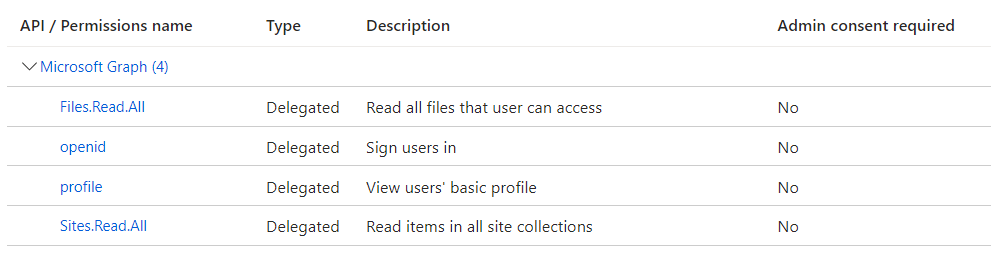 API / Permissions name Type Description Admin consent required
Microsoft Graph (4)
Files.Read.All Delegated Read all files that user can access No
openid Delegated Sign users in No
profile Delegated View users' basic profile No
Sites.Read.All Delegated Read items in all site collections No